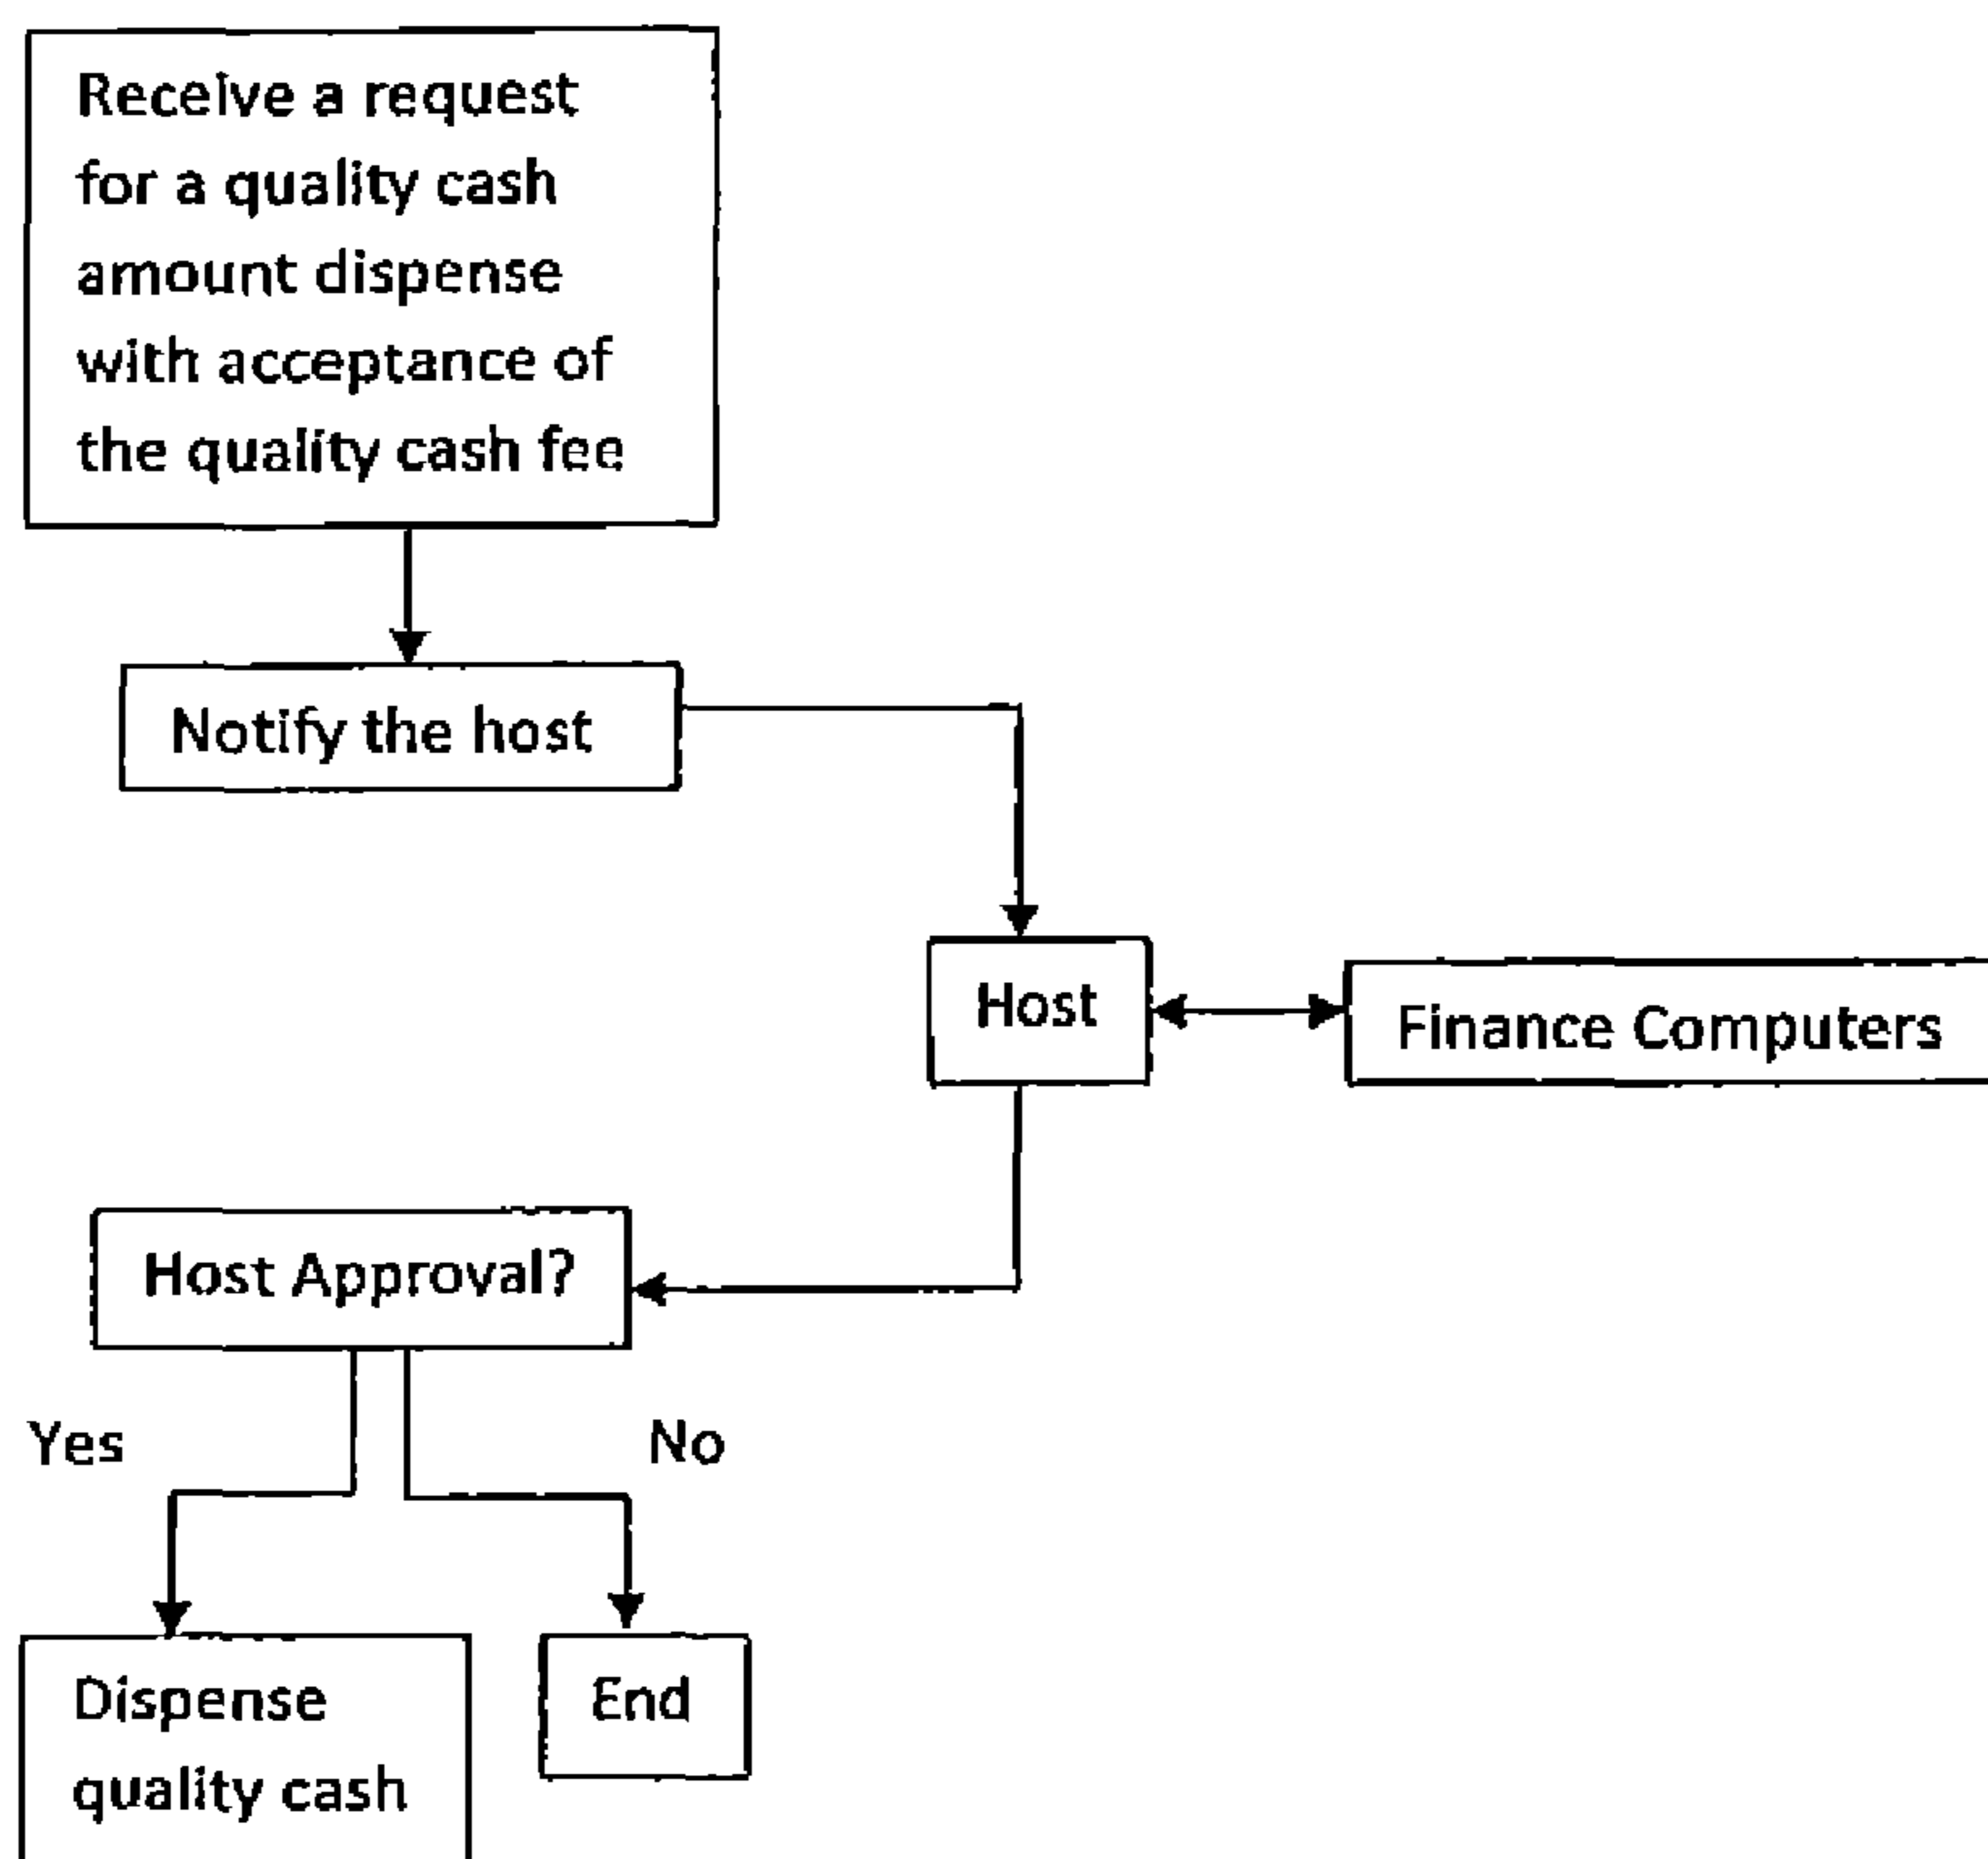 Receive a request
for a quality cash
amount dispense
with acceptance of
the quality cash fee
Notify the host
Host
Finance Computers
Host Approval?
Yes
No
Dispense
quality cash
End